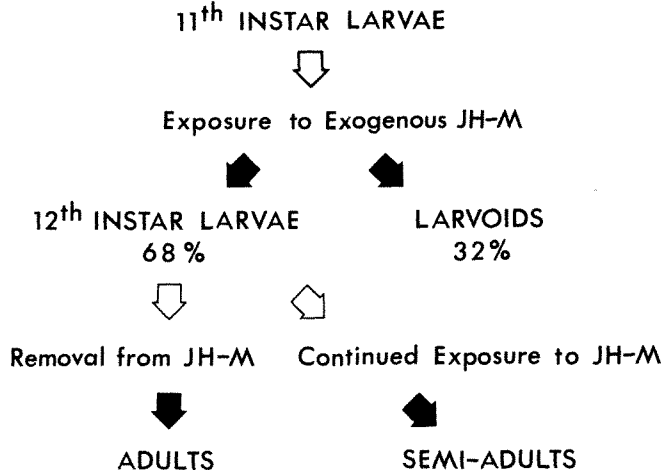 11th INSTAR LARVAE
Exposure to Exogenous JH-M
12th INSTAR LARVAE
LARVOIDS
68%
32%
Removal from JH-M
Continued Exposure to JH-M
ADULTS
SEMI-ADULTS